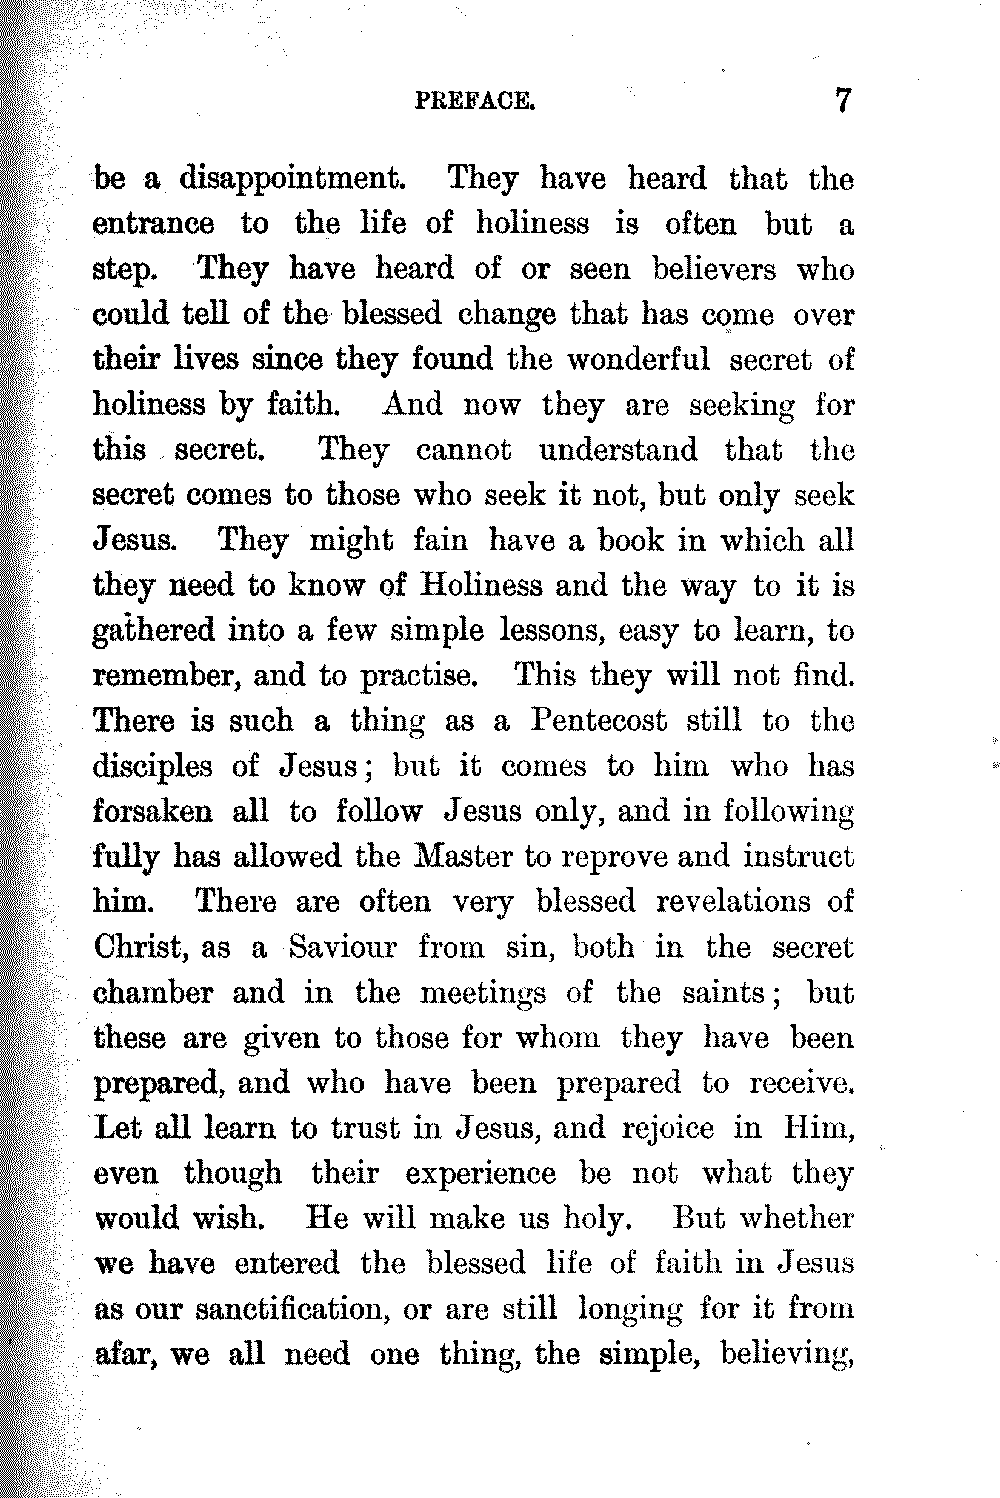 PREFACE. 7
be a disappointment. They have heard that the
entrance to the life of holiness is often but a
step. They have heard of or seen believers who
could tell of the blessed change that has come over
their lives since they found the wonderful secret of
holiness by faith. And now they are seeking for
this secret. They cannot understand that the
secret comes to those who seek it not, but only seek
Jesus. They might fain have a book in which all
they need to know of Holiness and the way to it is
gathered into a few simple lessons, easy to learn, to
remember, and to practise. This they will not find.
There is such a thing as a Pentecost still to the
disciples of Jesus; but it comes to him who has
forsaken all to follow Jesus only, and in following
fully has allowed the Master to reprove and instruct
him. There are often very blessed revelations of
Christ, as a Saviour from sin, both in the secret
chamber and in the meetings of the saints; but
these are given to those for whom they have been
prepared, and who have been prepared to receive.
Let all learn to trust in Jesus, and rejoice in Him,
even though their experience be not what they
would wish. He will make us holy. But whether
we have entered the blessed life of faith in Jesus
as our sanctification, or are still longing for it from
afar, we all need one thing, the simple, believing,